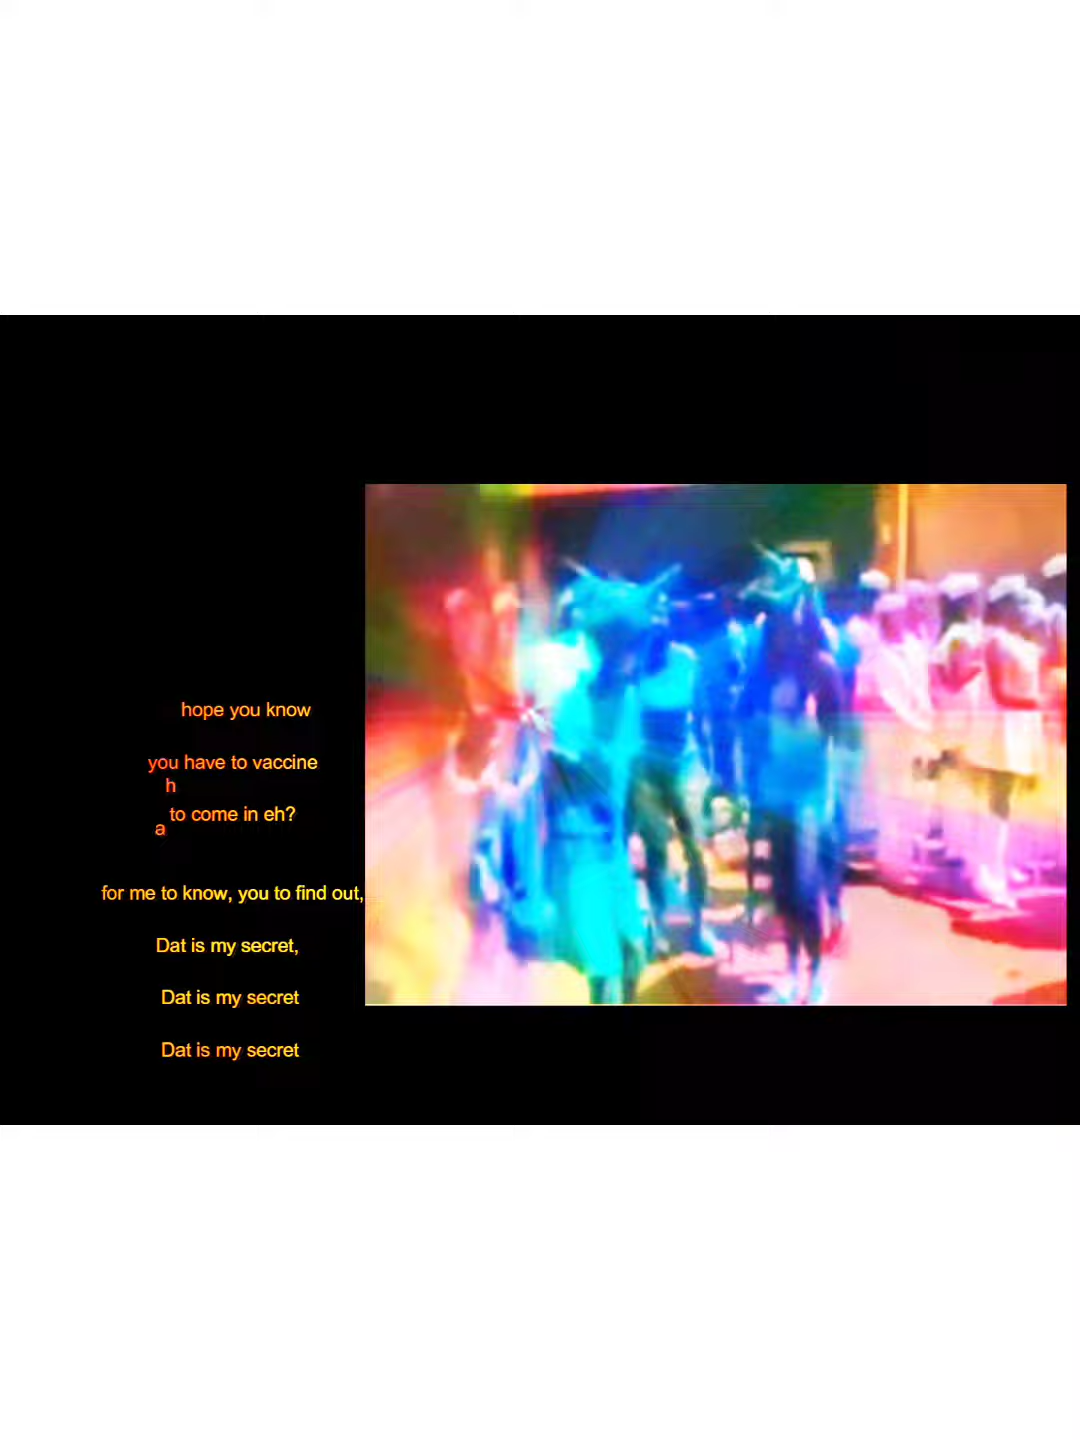 hope you know
you have to vaccine
h
to come in eh?
a
for me to know, you to find out,
Dat is my secret,
Dat is my secret
Dat is my secret